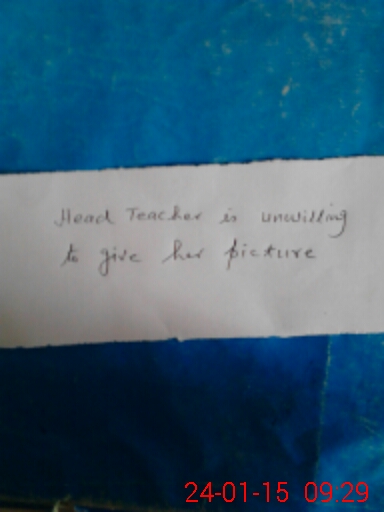 Head Teacher is unwilling
to give her picture
24-01-15 09:29